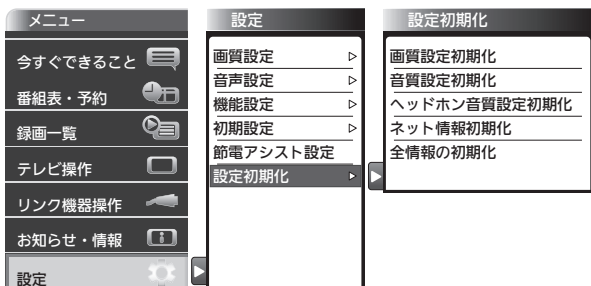 メニュー
今すぐできること
番組表・予約
録画一覧
テレビ操作
リンク機器操作
お知らせ・情報
設定
設定
画質設定
音声設定
機能設定
初期設定
節電アシスト設定
設定初期化
設定初期化
画質設定初期化
音質設定初期化
ヘッドホン音質設定初期化
ネット情報初期化
全情報の初期化